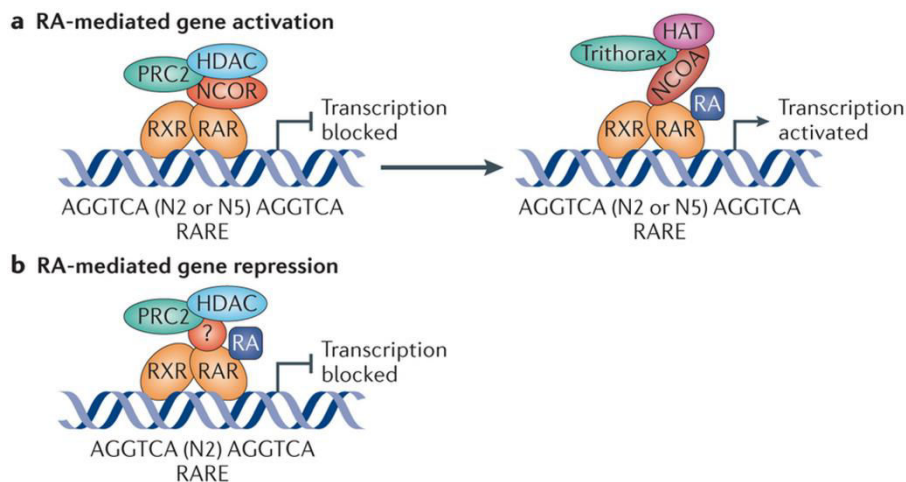 a RA-mediated gene activation
PRC2
HDAC
NCOR
RXR
RAR
Transcription
blocked
AGGTCA (N2 or N5) AGGTCA
RARE
HAT
Trithorax
NCOA
RA
RXR
RAR
Transcription
activated
AGGTCA (N2 or N5) AGGTCA
RARE
b RA-mediated gene repression
PRC2
HDAC
?
RA
RXR
RAR
Transcription
blocked
AGGTCA (N2) AGGTCA
RARE